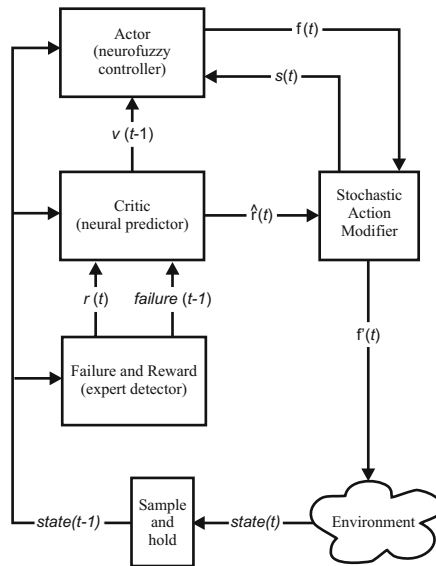 Actor
(neurofuzzy
controller)
f(t)
s(t)
v (t-1)
Critic
(neural predictor)
r̂(t)
Stochastic
Action
Modifier
r (t)
failure (t-1)
f'(t)
Failure and Reward
(expert detector)
state(t-1)
Sample
and
hold
state(t)
Environment